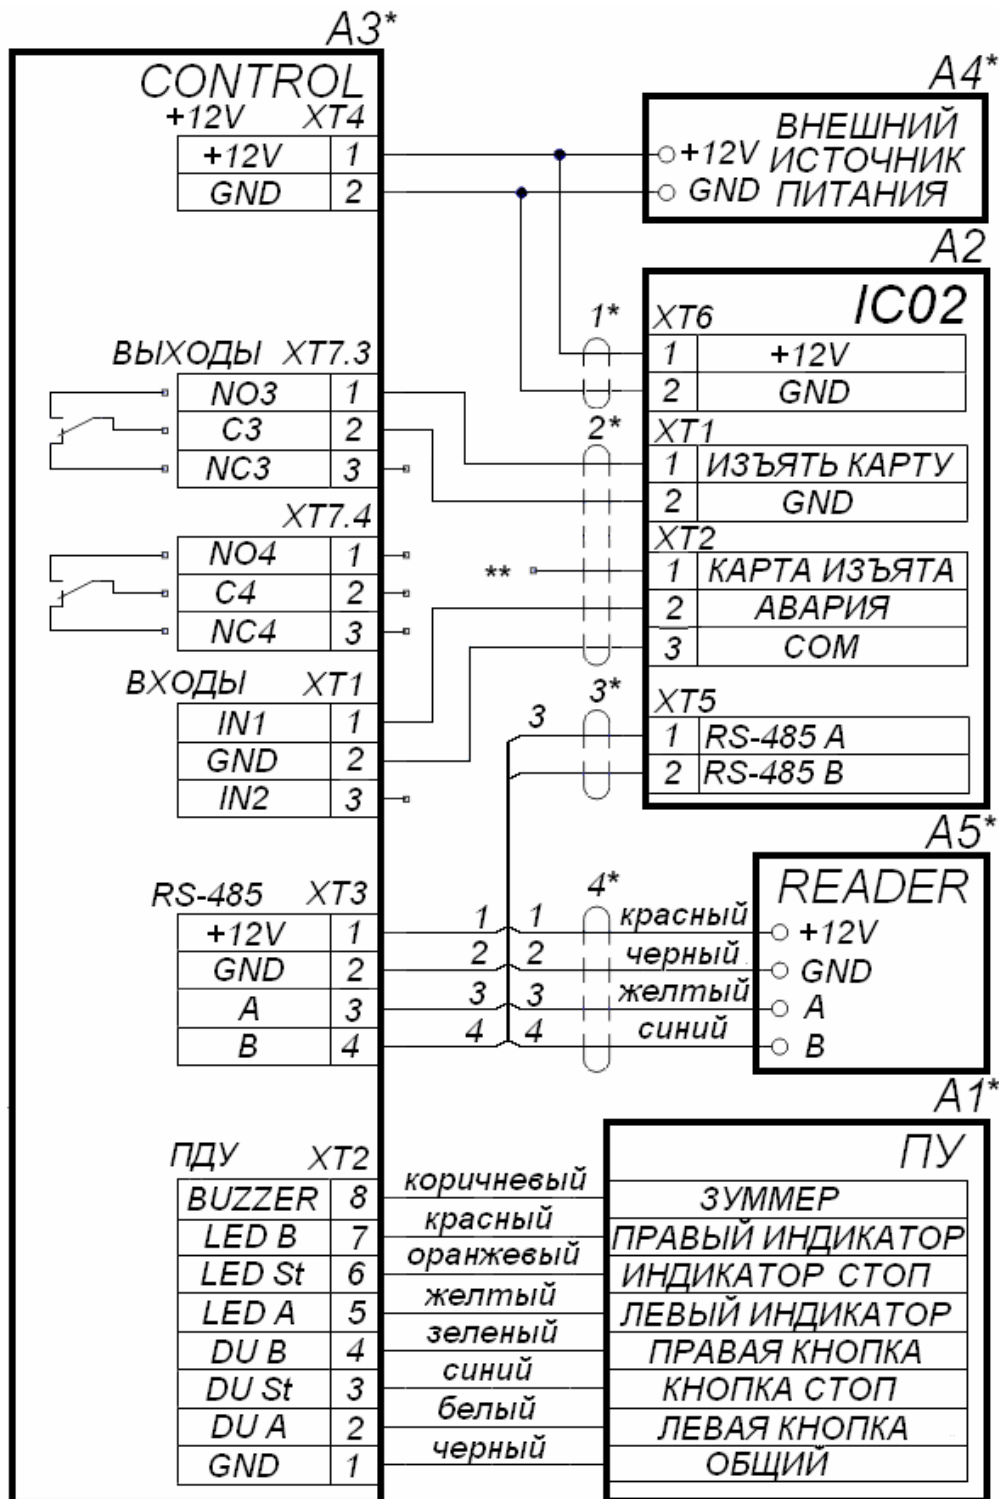 A3*
CONTROL
+12V XT4
+12V 1
GND 2
ВЫХОДЫ XT7.3
NO3 1
C3 2
NC3 3
XT7.4
NO4 1
C4 2
NC4 3
ВХОДЫ XT1
IN1 1
GND 2
IN2 3
RS-485 XT3
+12V 1
GND 2
A 3
B 4
ПДУ XT2
BUZZER 8
LED B 7
LED St 6
LED A 5
DU B 4
DU St 3
DU A 2
GND 1
A4*
ВНЕШНИЙ
+12V ИСТОЧНИК
GND ПИТАНИЯ
A2
IC02
1*
XT6
1 +12V
2 GND
2*
XT1
1 ИЗЪЯТЬ КАРТУ
2 GND
XT2
** 1 КАРТА ИЗЪЯТА
2 АВАРИЯ
3 COM
3*
XT5
3 1 RS-485 A
2 RS-485 B
A5*
READER
4*
1 1 красный +12V
2 2 черный GND
3 3 желтый A
4 4 синий B
A1*
ПУ
коричневый ЗУММЕР
красный ПРАВЫЙ ИНДИКАТОР
оранжевый ИНДИКАТОР СТОП
желтый ЛЕВЫЙ ИНДИКАТОР
зеленый ПРАВАЯ КНОПКА
синий КНОПКА СТОП
белый ЛЕВАЯ КНОПКА
черный ОБЩИЙ